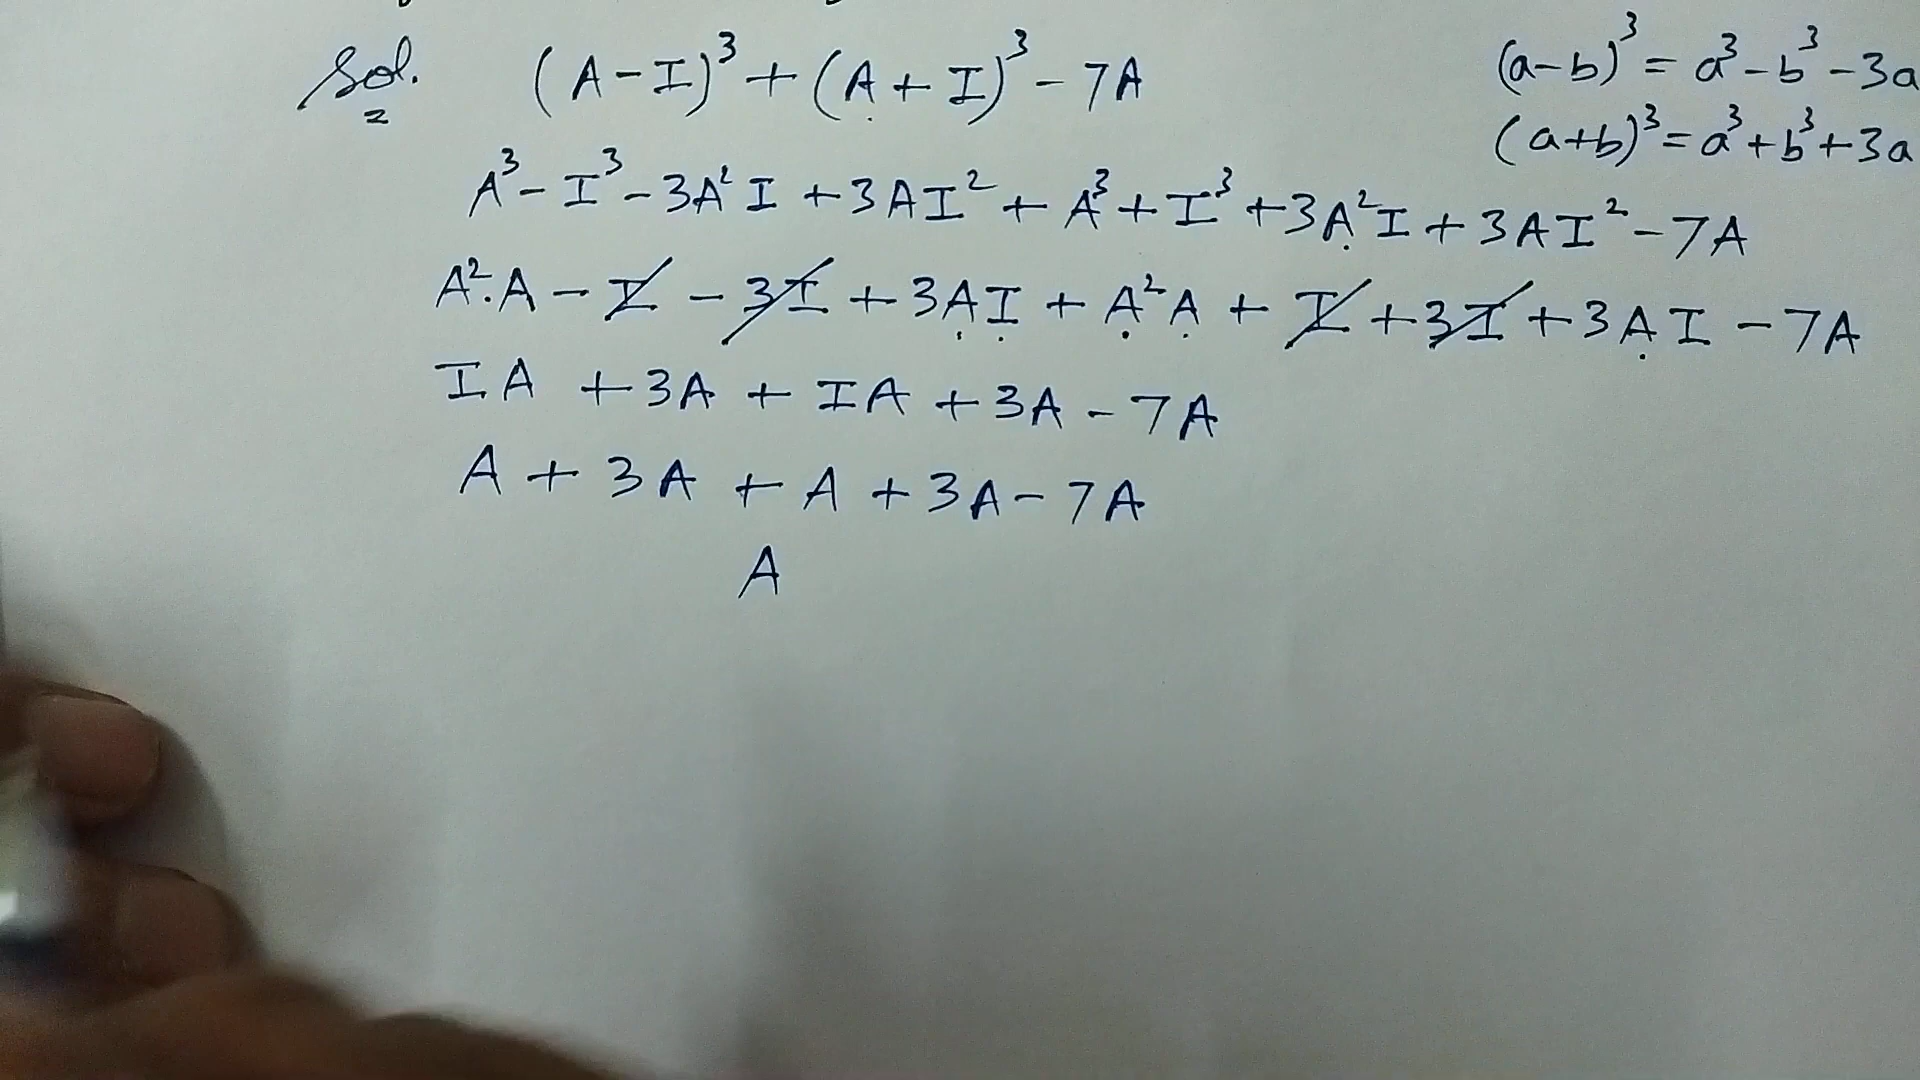 Sol. (A-I)³ + (A+I)³ - 7A
(a-b)³ = a³-b³-3a
(a+b)³ = a³+b³+3a
A³ - I³ - 3A²I + 3AI² + A³ + I³ + 3A²I + 3AI² - 7A
A².A - I - 3I + 3AI + A²A + I + 3I + 3AI - 7A
IA + 3A + IA + 3A - 7A
A + 3A + A + 3A - 7A
A